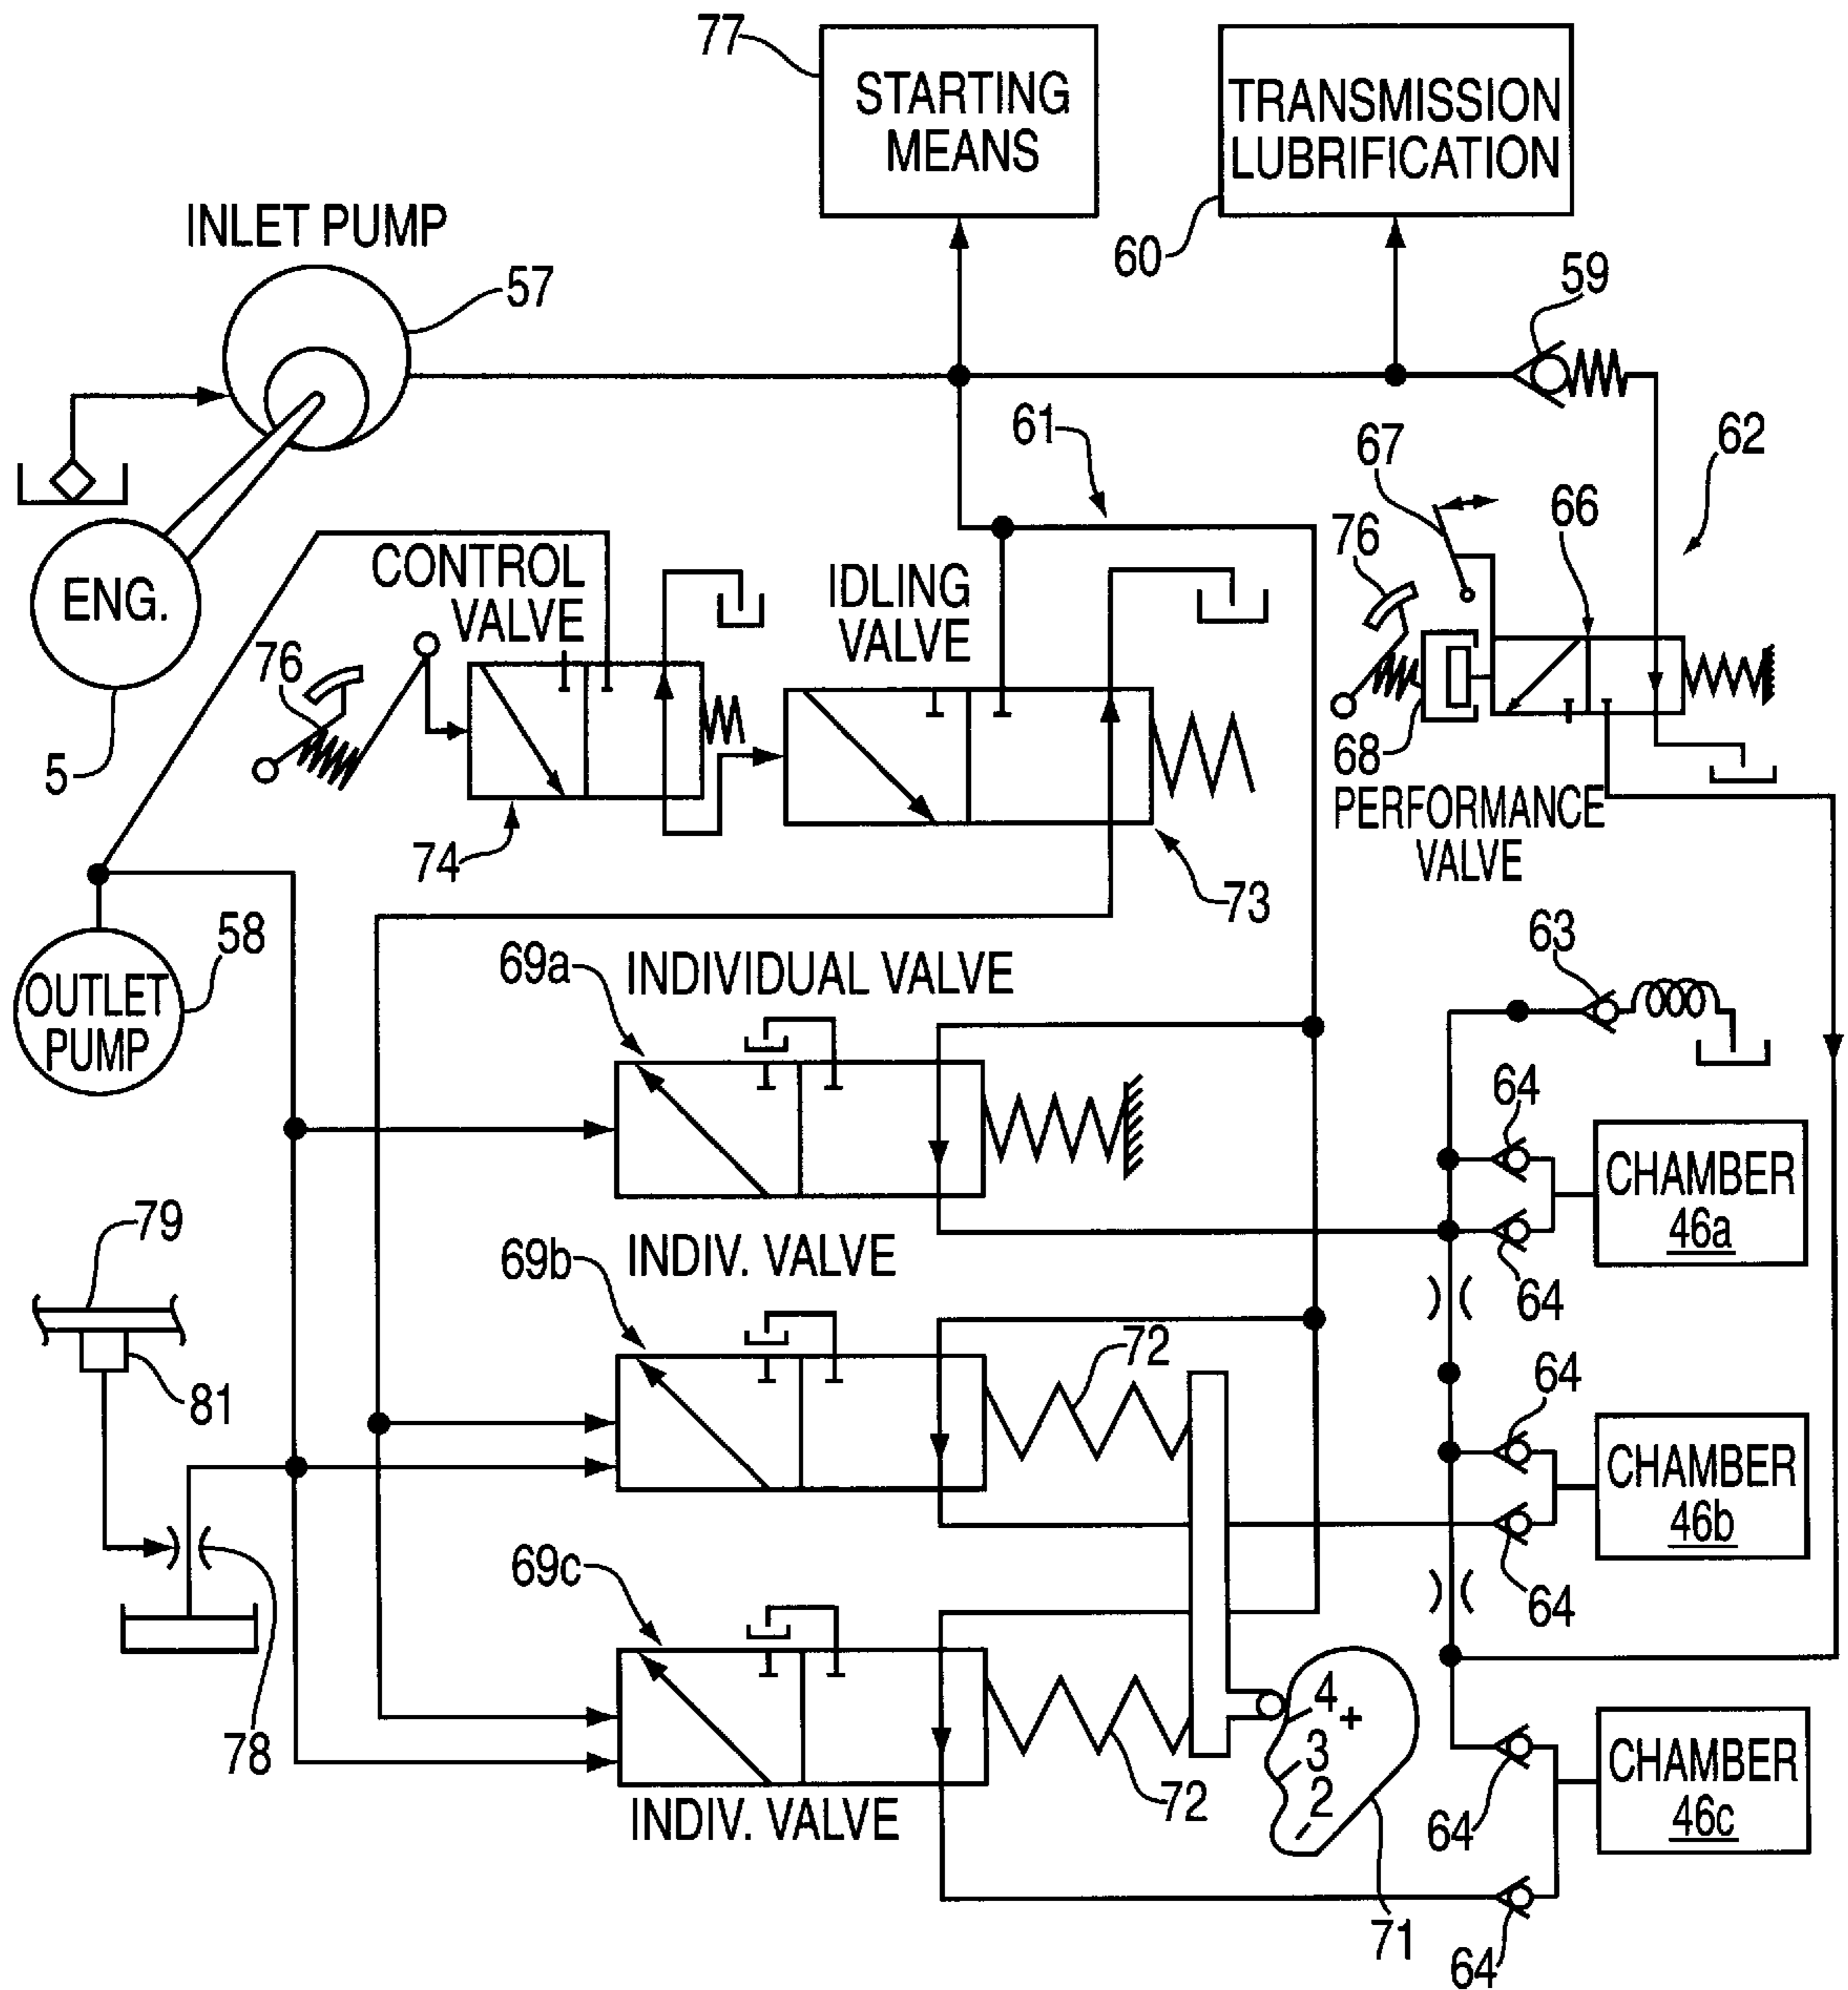 77
STARTING
MEANS
TRANSMISSION
LUBRIFICATION
60
INLET PUMP
57
59
61
67
62
66
76
ENG.
5
CONTROL
VALVE
IDLING
VALVE
76
74
73
68
PERFORMANCE
VALVE
58
OUTLET
PUMP
69a
INDIVIDUAL VALVE
63
64
CHAMBER
46a
64
79
81
69b
INDIV. VALVE
72
64
CHAMBER
46b
64
78
69c
INDIV. VALVE
72
4
3
2
71
64
CHAMBER
46c
64